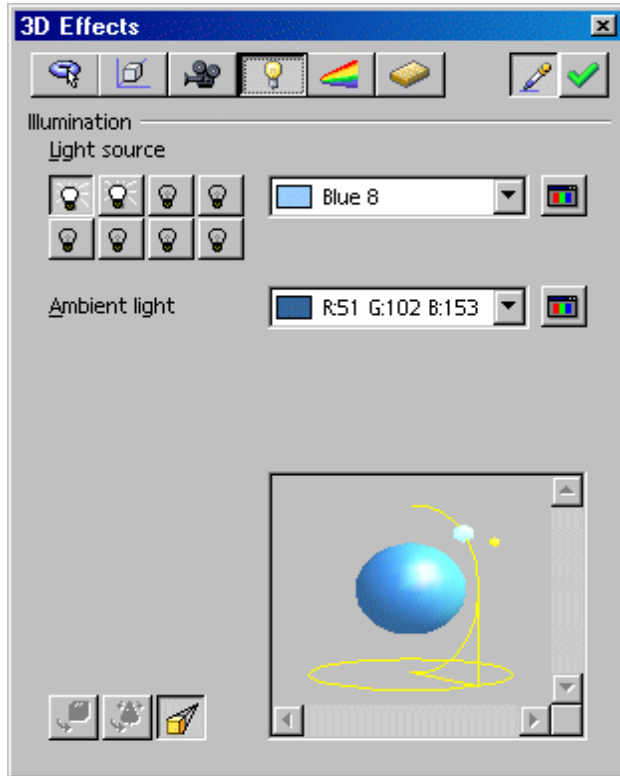 3D Effects
Illumination
Light source
Blue 8
Ambient light
R:51 G:102 B:153